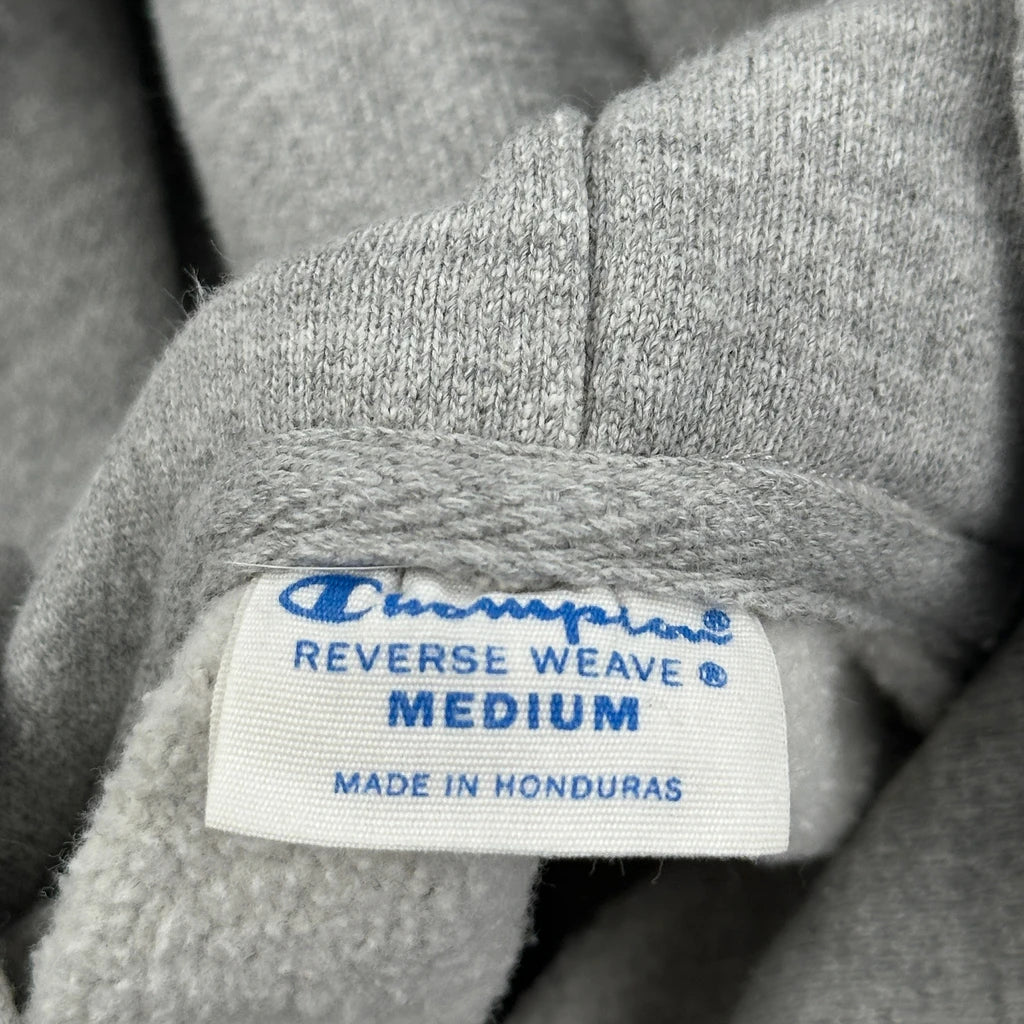 Champion®
REVERSE WEAVE ®
MEDIUM
MADE IN HONDURAS